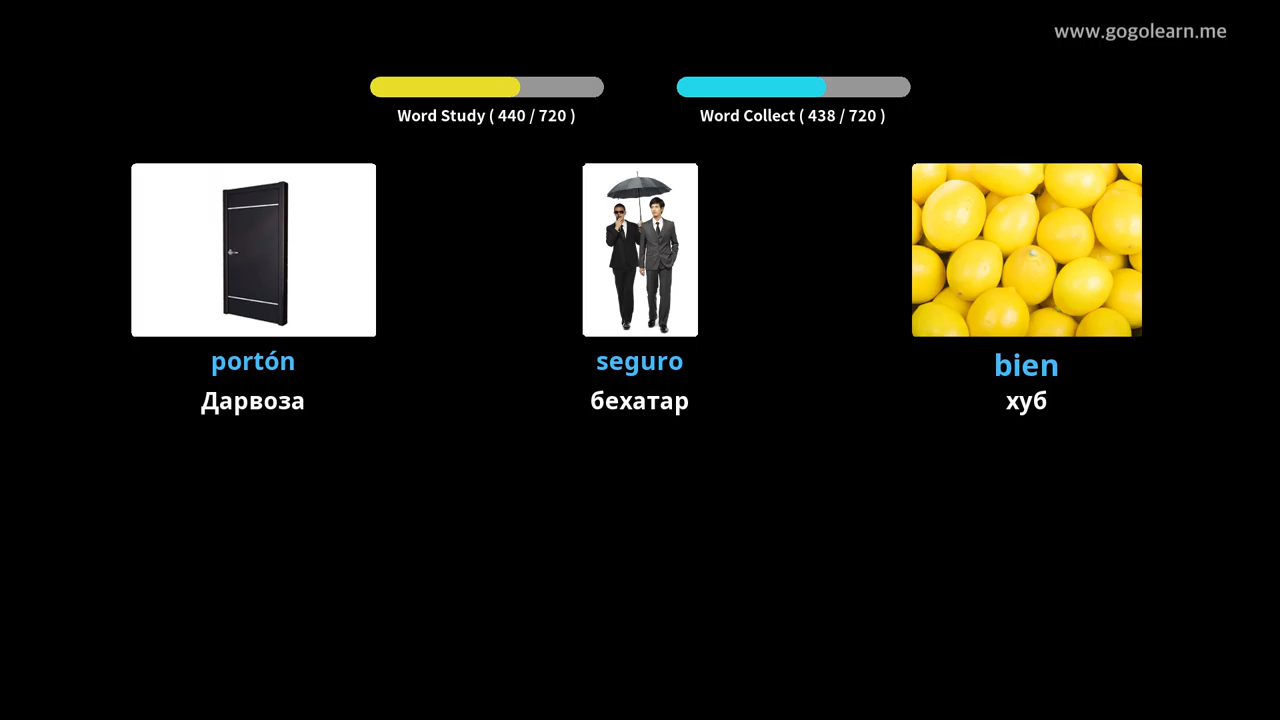 www.gogolearn.me
Word Study ( 440 / 720 )
Word Collect ( 438 / 720 )
portón
seguro
bien
Дарвоза
бехатар
хуб